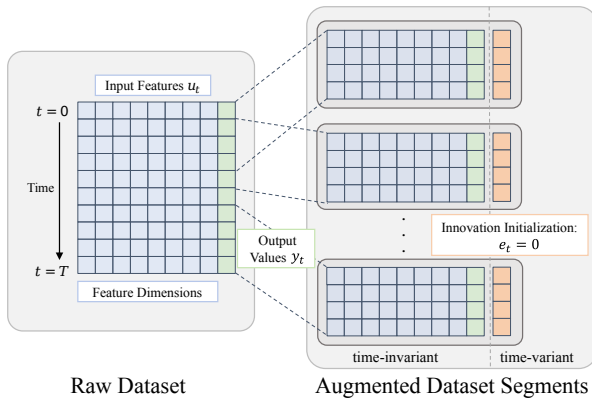 Input Features u_t
t = 0
Time
t = T
Feature Dimensions
Output
Values y_t
Raw Dataset
. . .
Innovation Initialization:
e_t = 0
time-invariant
time-variant
Augmented Dataset Segments